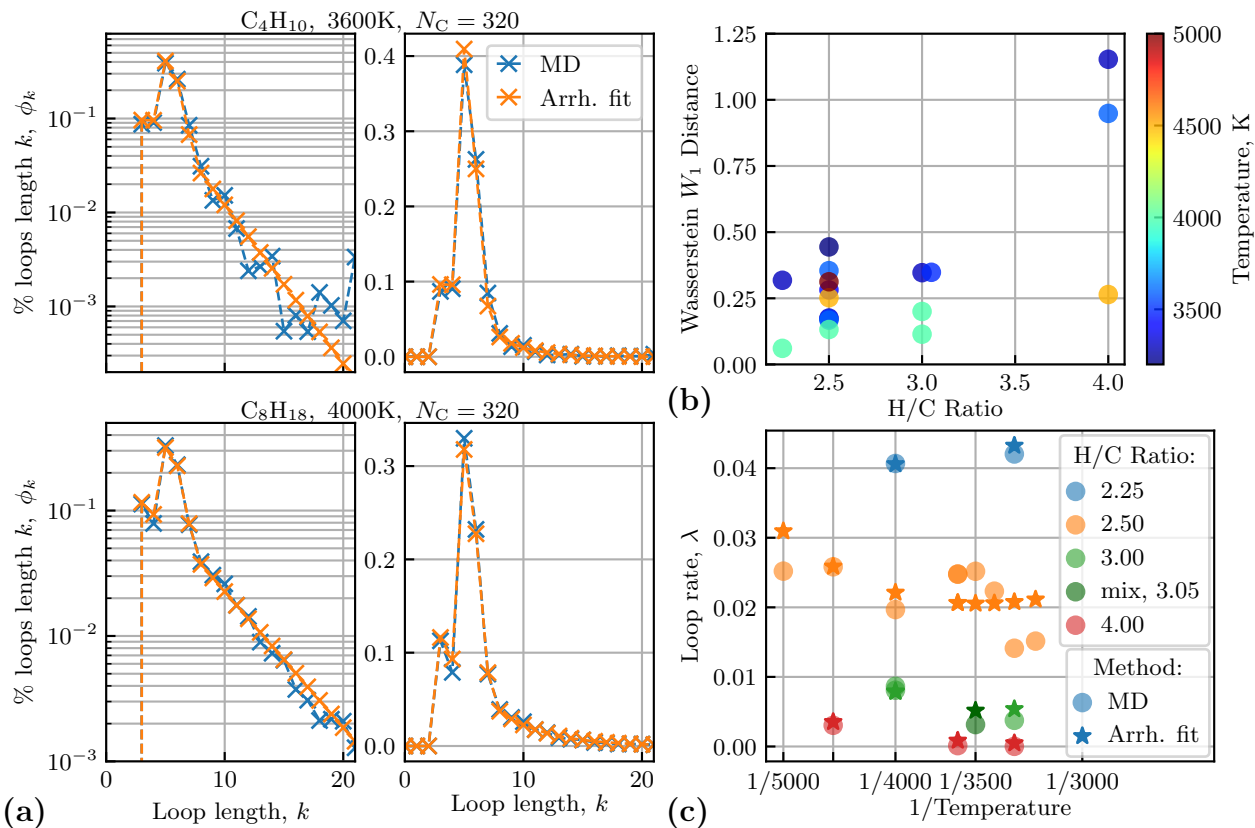 C₄H₁₀, 3600K, N_C = 320
% loops length k, ϕₖ
10⁻¹
10⁻²
10⁻³
0.4
0.3
0.2
0.1
0.0
MD
Arrh. fit
C₈H₁₈, 4000K, N_C = 320
% loops length k, ϕₖ
10⁻¹
10⁻²
10⁻³
0 10 20
Loop length, k
0.3
0.2
0.1
0.0
0 10 20
Loop length, k
(a)
Wasserstein W₁ Distance
1.25
1.00
0.75
0.50
0.25
0.00
2.5 3.0 3.5 4.0
H/C Ratio
(b)
5000
4500
4000
3500
Temperature, K
Loop rate, λ
0.04
0.03
0.02
0.01
0.00
1/5000 1/4000 1/3500 1/3000
1/Temperature
H/C Ratio:
2.25
2.50
3.00
mix, 3.05
4.00
Method:
MD
Arrh. fit
(c)